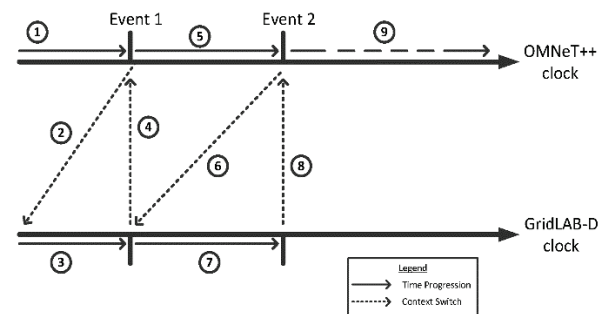 Event 1
Event 2
1
5
9
OMNeT++
clock
2
4
6
8
GridLAB-D
clock
3
7
Legend
Time Progression
Context Switch